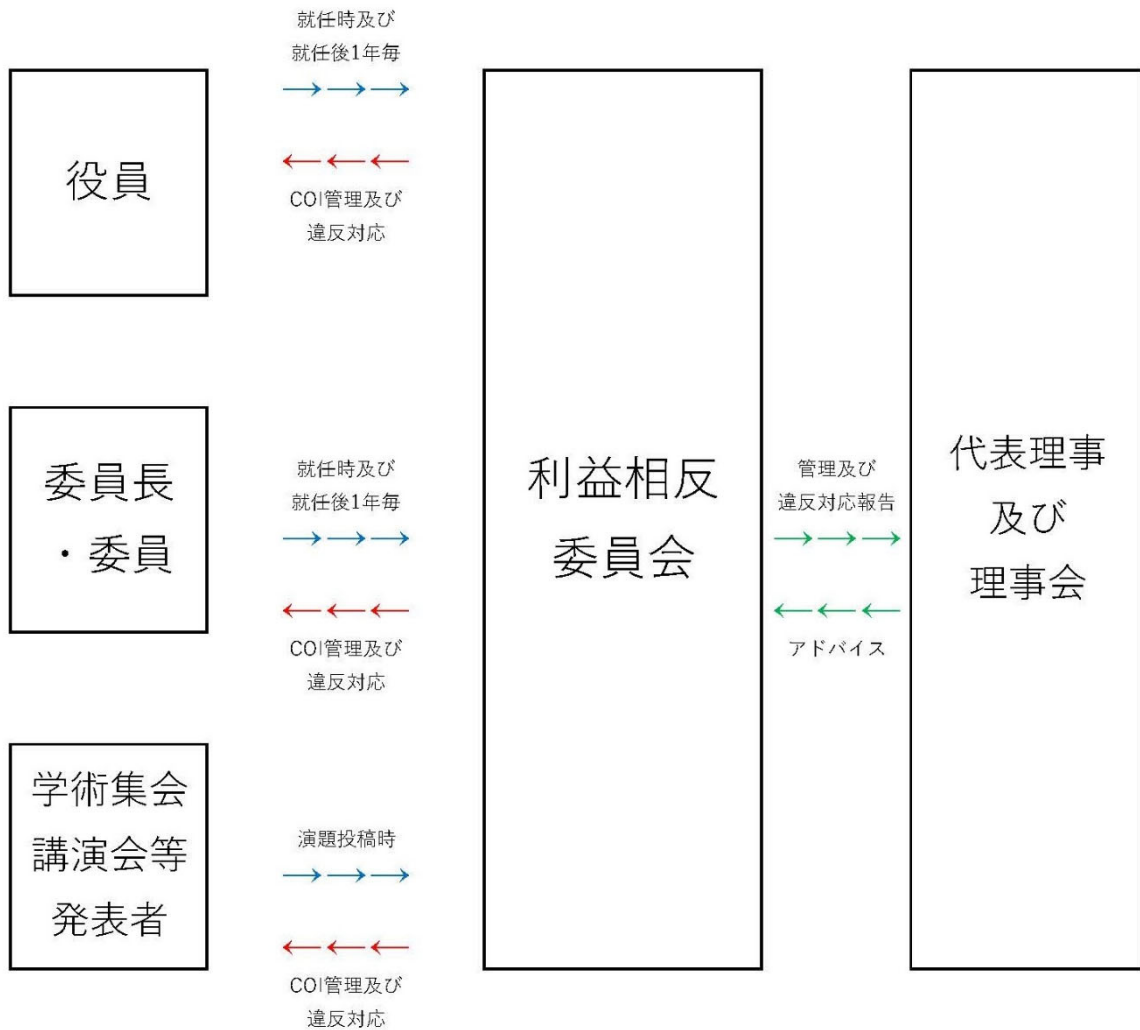 就任時及び
就任後1年毎
役員
COI管理及び
違反対応
委員長
・委員
就任時及び
就任後1年毎
COI管理及び
違反対応
学術集会
講演会等
発表者
演題投稿時
COI管理及び
違反対応
利益相反
委員会
管理及び
違反対応報告
アドバイス
代表理事
及び
理事会